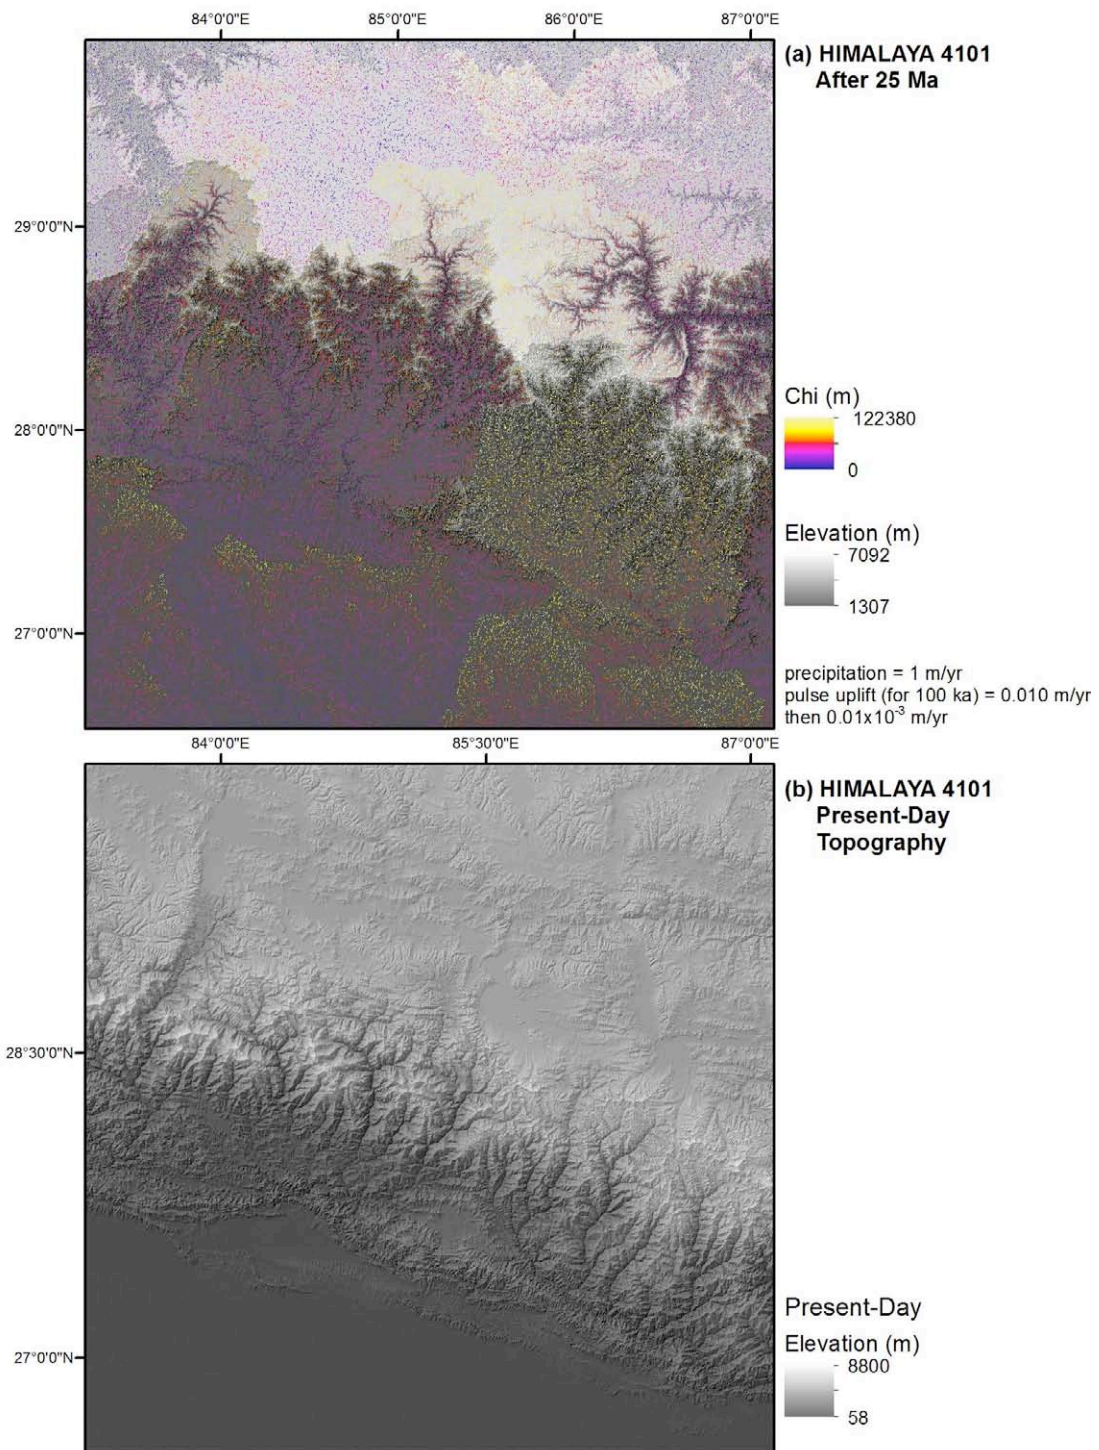 84°0'0"E 85°0'0"E 86°0'0"E 87°0'0"E
(a) HIMALAYA 4101
After 25 Ma
29°0'0"N
28°0'0"N
27°0'0"N
Chi (m)
122380
0
Elevation (m)
7092
1307
precipitation = 1 m/yr
pulse uplift (for 100 ka) = 0.010 m/yr
then 0.01x10⁻³ m/yr
84°0'0"E 85°30'0"E 87°0'0"E
(b) HIMALAYA 4101
Present-Day
Topography
28°30'0"N
27°0'0"N
Present-Day
Elevation (m)
8800
58